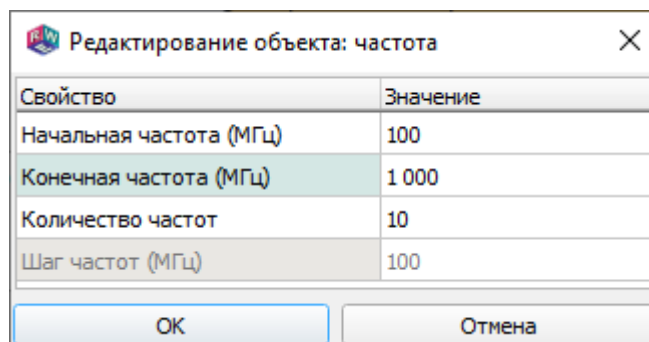 Редактирование объекта: частота
Свойство Значение
Начальная частота (МГц) 100
Конечная частота (МГц) 1 000
Количество частот 10
Шаг частот (МГц) 100
ОК Отмена